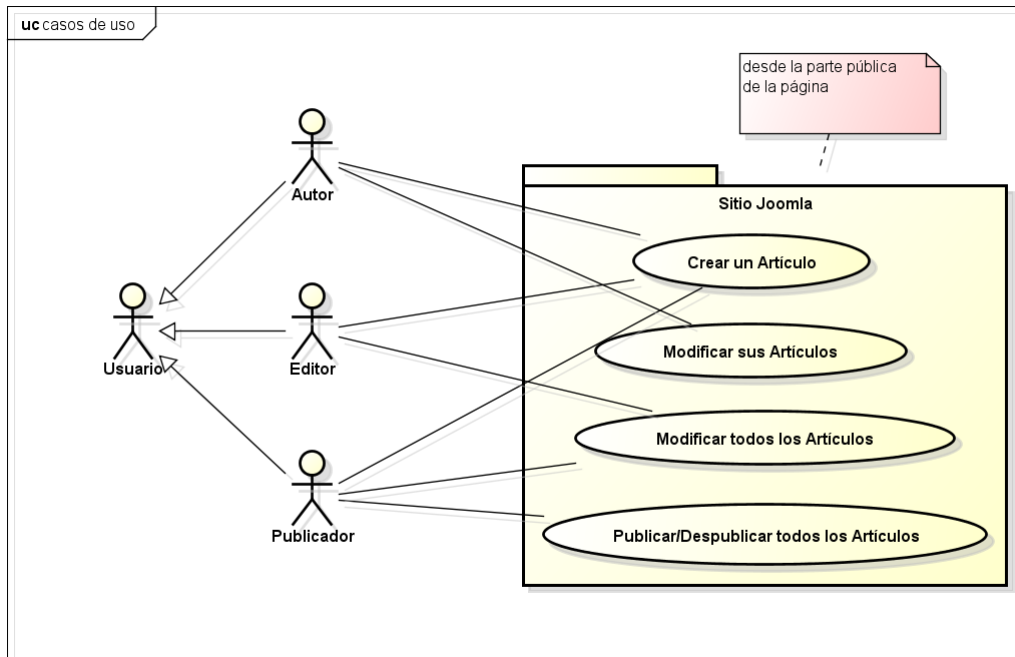 uc casos de uso
desde la parte pública
de la página
Autor
Sitio Joomla
Crear un Artículo
Usuario
Editor
Modificar sus Artículos
Modificar todos los Artículos
Publicador
Publicar/Despublicar todos los Artículos